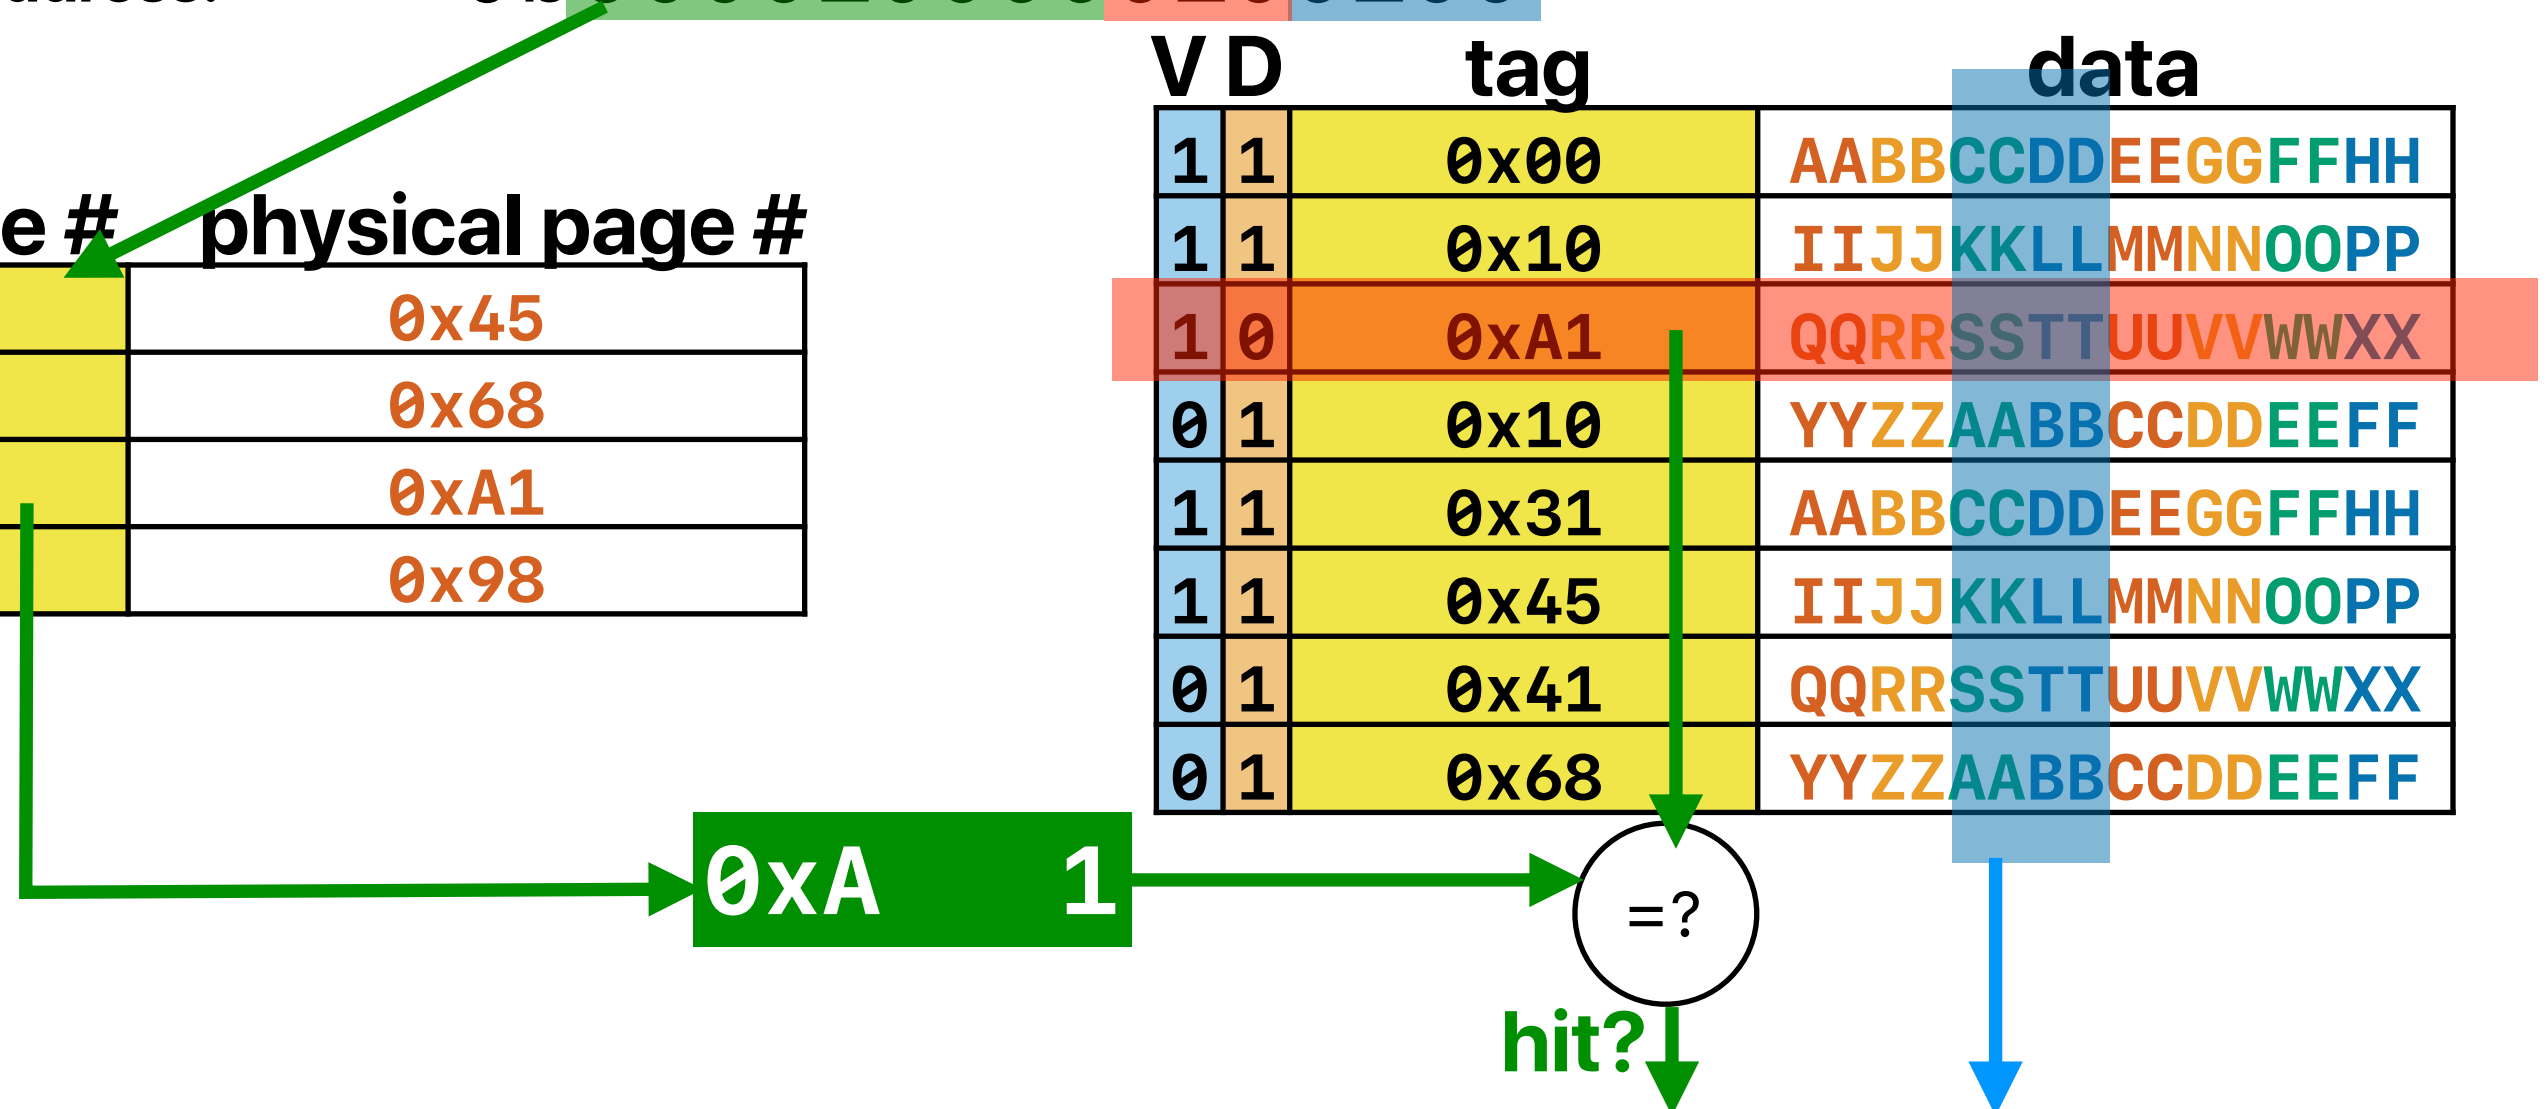 V D tag data
1 1 0x00 AABBCCDDEEGGFFHH
e # physical page #
1 1 0x10 IIJJKKLLMMNNOOPP
0x45
1 0 0xA1 QQRRSSTTUUVVWWXX
0x68
0 1 0x10 YYZZAABBCCDDEEFF
0xA1
1 1 0x31 AABBCCDDEEGGFFHH
0x98
1 1 0x45 IIJJKKLLMMNNOOPP
0 1 0x41 QQRRSSTTUUVVWWXX
0 1 0x68 YYZZAABBCCDDEEFF
0xA 1
=?
hit?